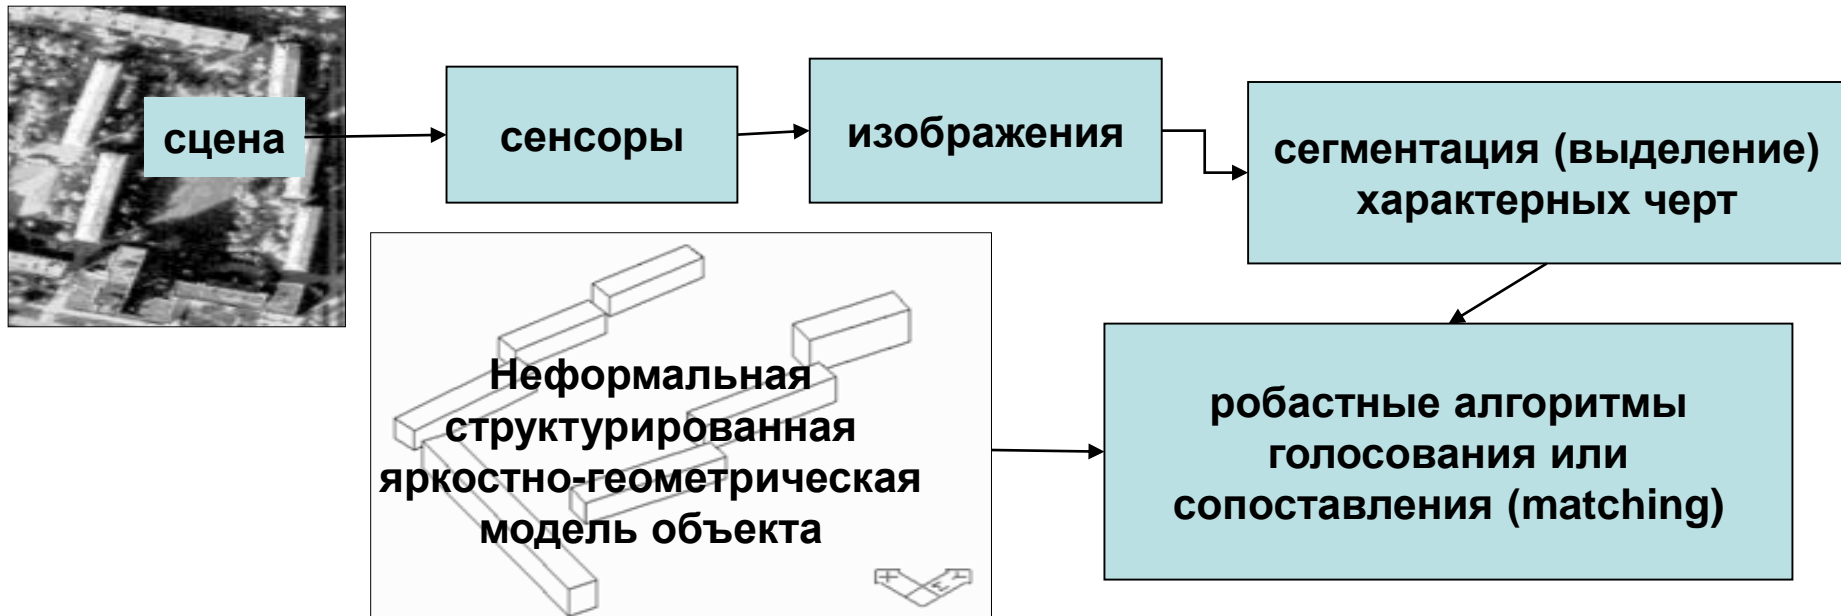 сцена
сенсоры
изображения
сегментация (выделение)
характерных черт
Неформальная
структурированная
яркостно-геометрическая
модель объекта
робастные алгоритмы
голосования или
сопоставления (matching)